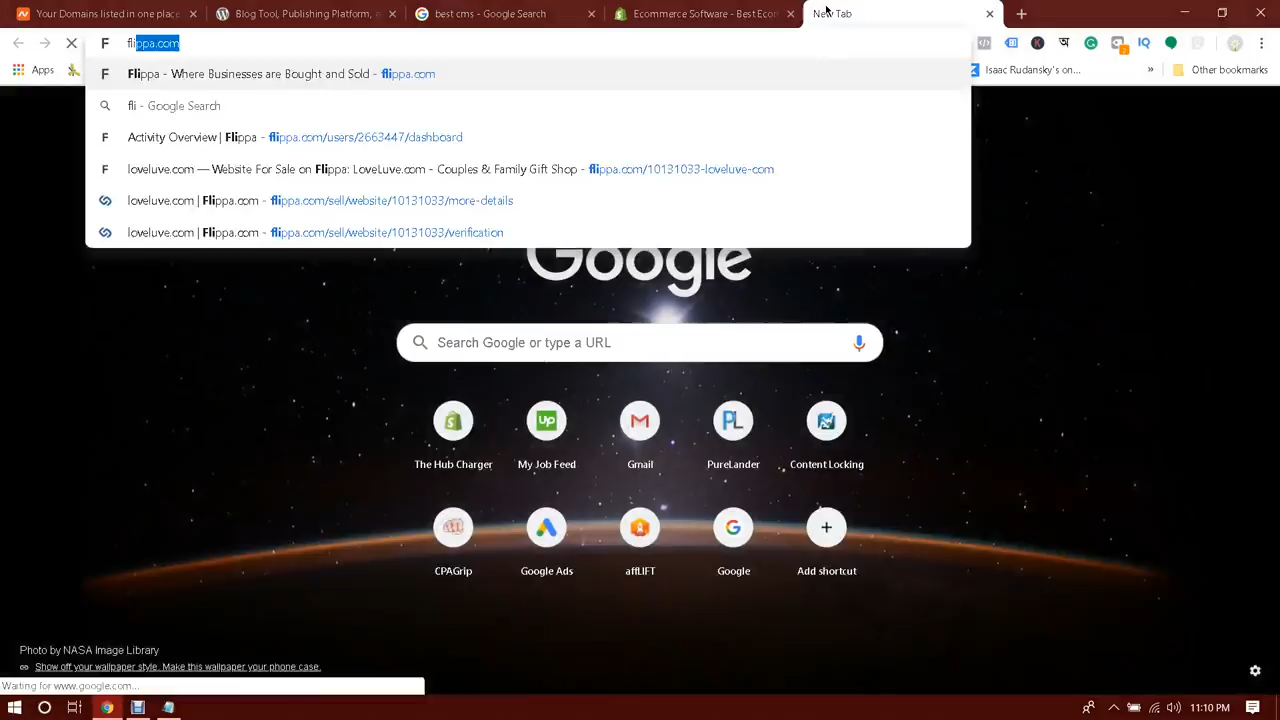 Your Domains listed in one place
Blog Tool, Publishing Platform, e
best cms - Google Search
Ecommerce Software - Best Ecom
New Tab
flippa.com
Flippa - Where Businesses are Bought and Sold - flippa.com
fli - Google Search
Activity Overview | Flippa - flippa.com/users/2663447/dashboard
loveluve.com — Website For Sale on Flippa: LoveLuve.com - Couples & Family Gift Shop - flippa.com/10131033-loveluve-com
loveluve.com | Flippa.com - flippa.com/sell/website/10131033/more-details
loveluve.com | Flippa.com - flippa.com/sell/website/10131033/verification
Apps
Isaac Rudansky's on...
»
Other bookmarks
Google
Search Google or type a URL
The Hub Charger
My Job Feed
Gmail
PureLander
Content Locking
CPAGrip
Google Ads
affLIFT
Google
Add shortcut
Photo by NASA Image Library
Show off your wallpaper style. Make this wallpaper your phone case.
Waiting for www.google.com...
11:10 PM